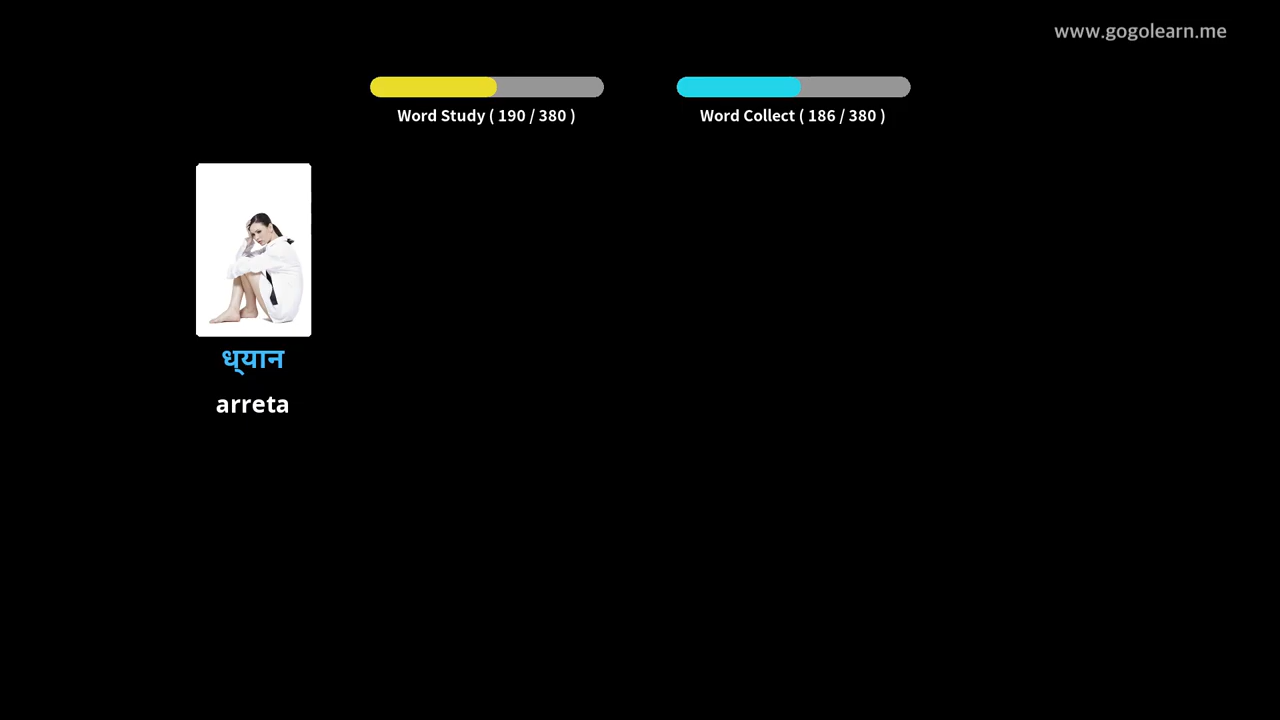 www.gogolearn.me
Word Study ( 190 / 380 )
Word Collect ( 186 / 380 )
ध्यान
arreta